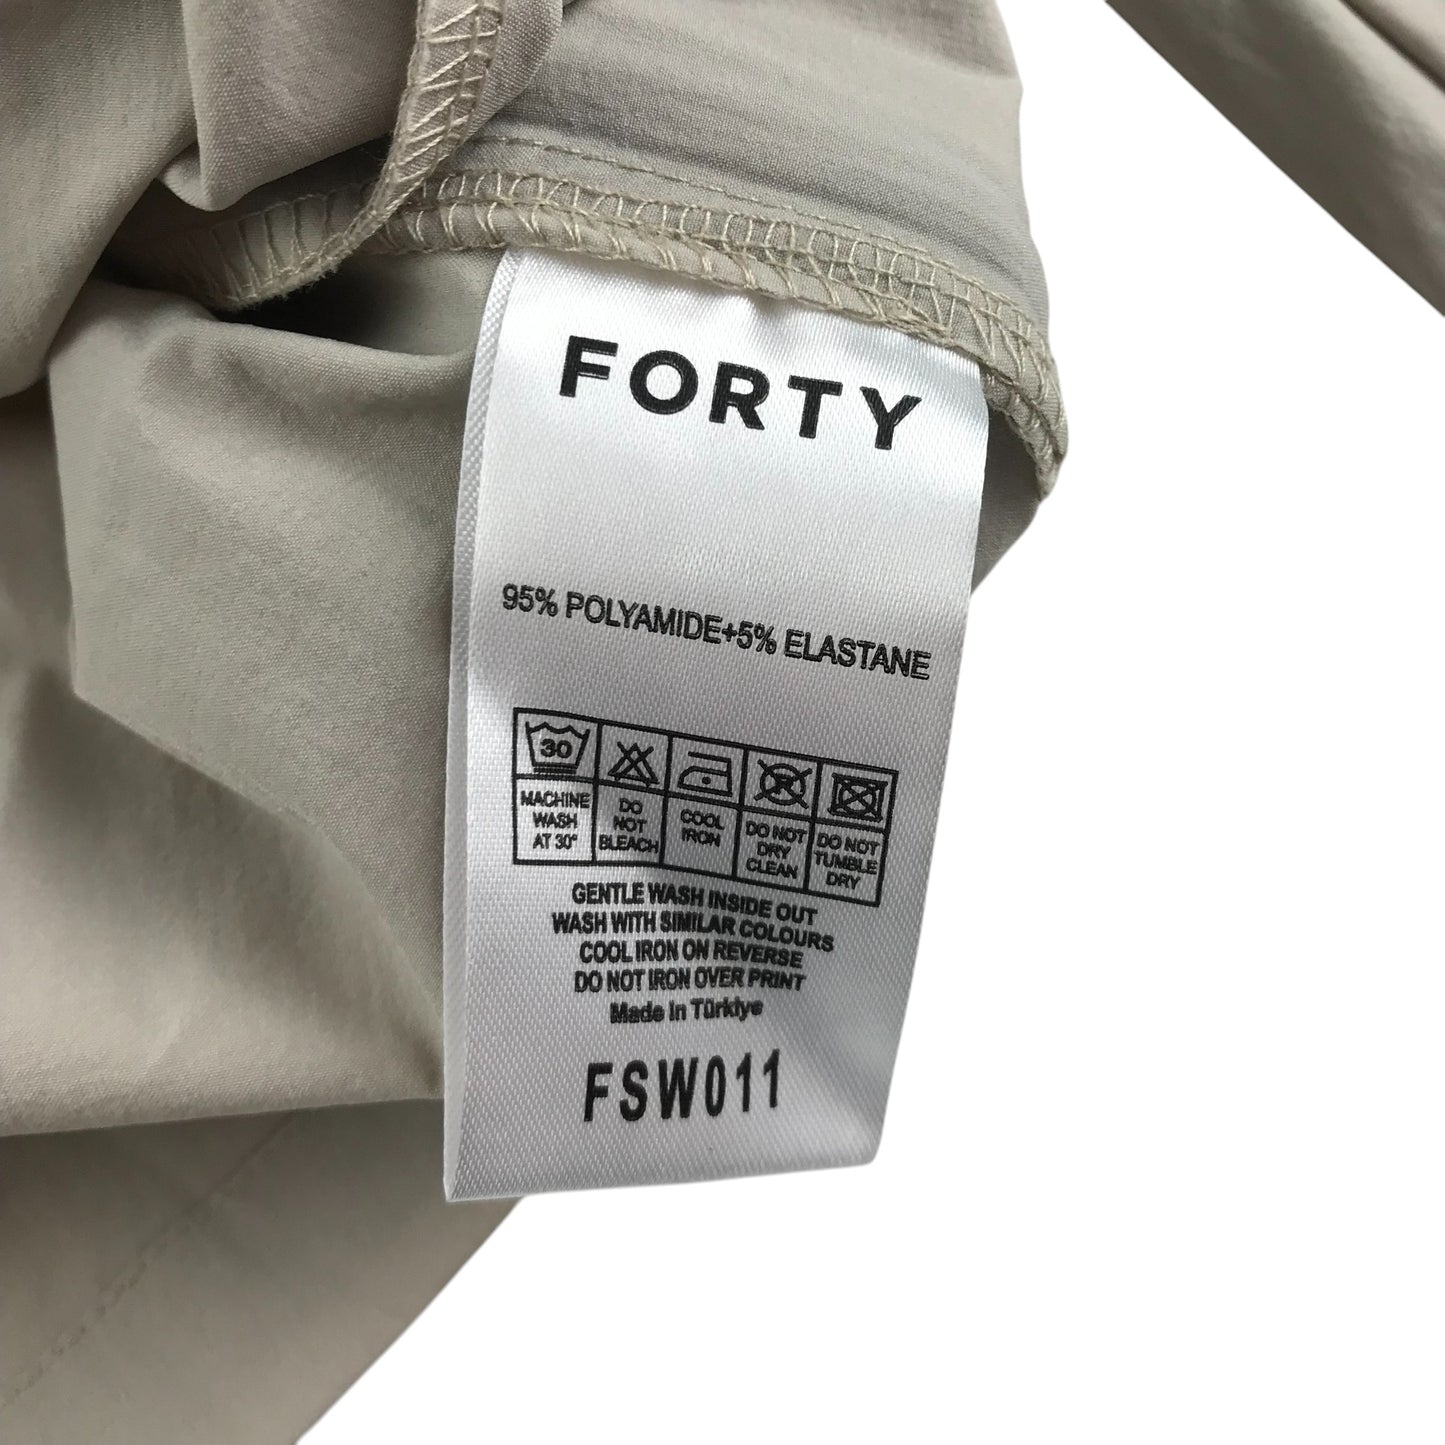 FORTY
95% POLYAMIDE+5% ELASTANE
30
P
MACHINE WASH AT 30°
DO NOT BLEACH
COOL IRON
DO NOT DRY CLEAN
DO NOT TUMBLE DRY
GENTLE WASH INSIDE OUT
WASH WITH SIMILAR COLOURS
COOL IRON ON REVERSE
DO NOT IRON OVER PRINT
Made in Türkiye
FSW011